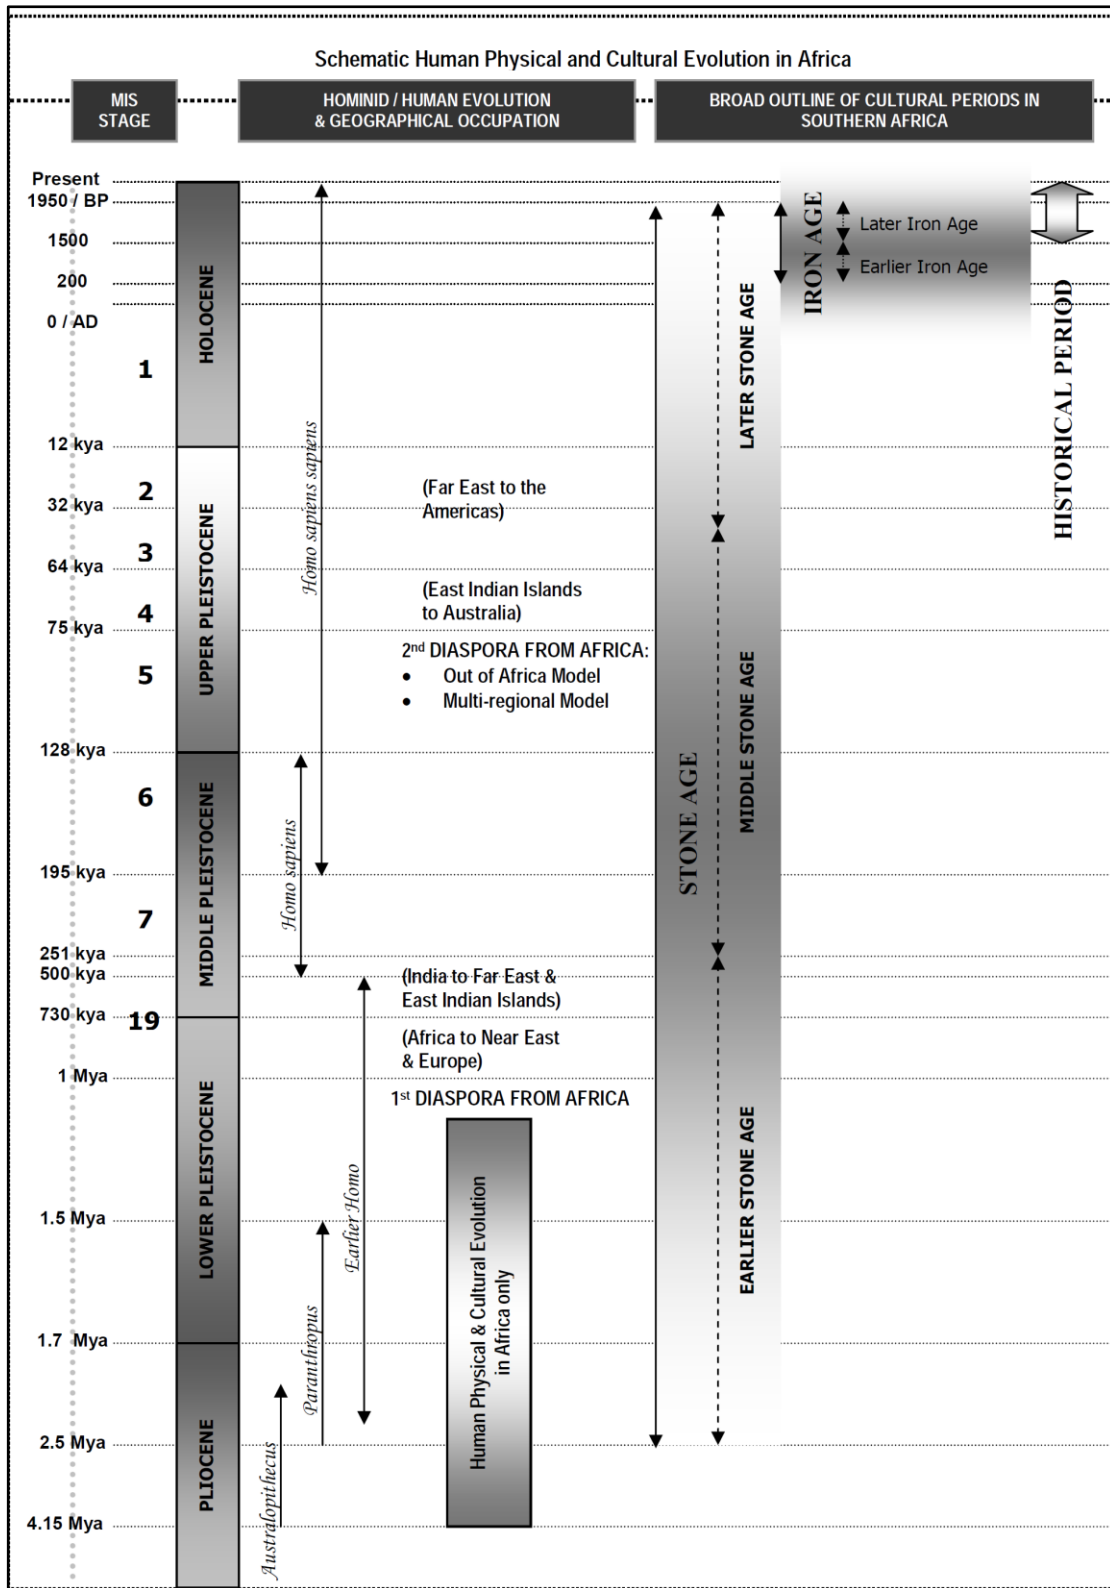 Schematic Human Physical and Cultural Evolution in Africa
MIS
STAGE
HOMINID / HUMAN EVOLUTION
& GEOGRAPHICAL OCCUPATION
BROAD OUTLINE OF CULTURAL PERIODS IN
SOUTHERN AFRICA
Present
1950 / BP
1500
200
0 / AD
12 kya
32 kya
64 kya
75 kya
128 kya
195 kya
251 kya
500 kya
730 kya
1 Mya
1.5 Mya
1.7 Mya
2.5 Mya
4.15 Mya
1
2
3
4
5
6
7
19
HOLOCENE
UPPER PLEISTOCENE
MIDDLE PLEISTOCENE
LOWER PLEISTOCENE
PLIOCENE
Homo sapiens sapiens
Homo sapiens
Earlier Homo
Paranthropus
Australopithecus
(Far East to the
Americas)
(East Indian Islands
to Australia)
2nd DIASPORA FROM AFRICA:
• Out of Africa Model
• Multi-regional Model
(India to Far East &
East Indian Islands)
(Africa to Near East
& Europe)
1st DIASPORA FROM AFRICA
Human Physical & Cultural Evolution
in Africa only
STONE AGE
LATER STONE AGE
MIDDLE STONE AGE
EARLIER STONE AGE
IRON AGE
Later Iron Age
Earlier Iron Age
HISTORICAL PERIOD